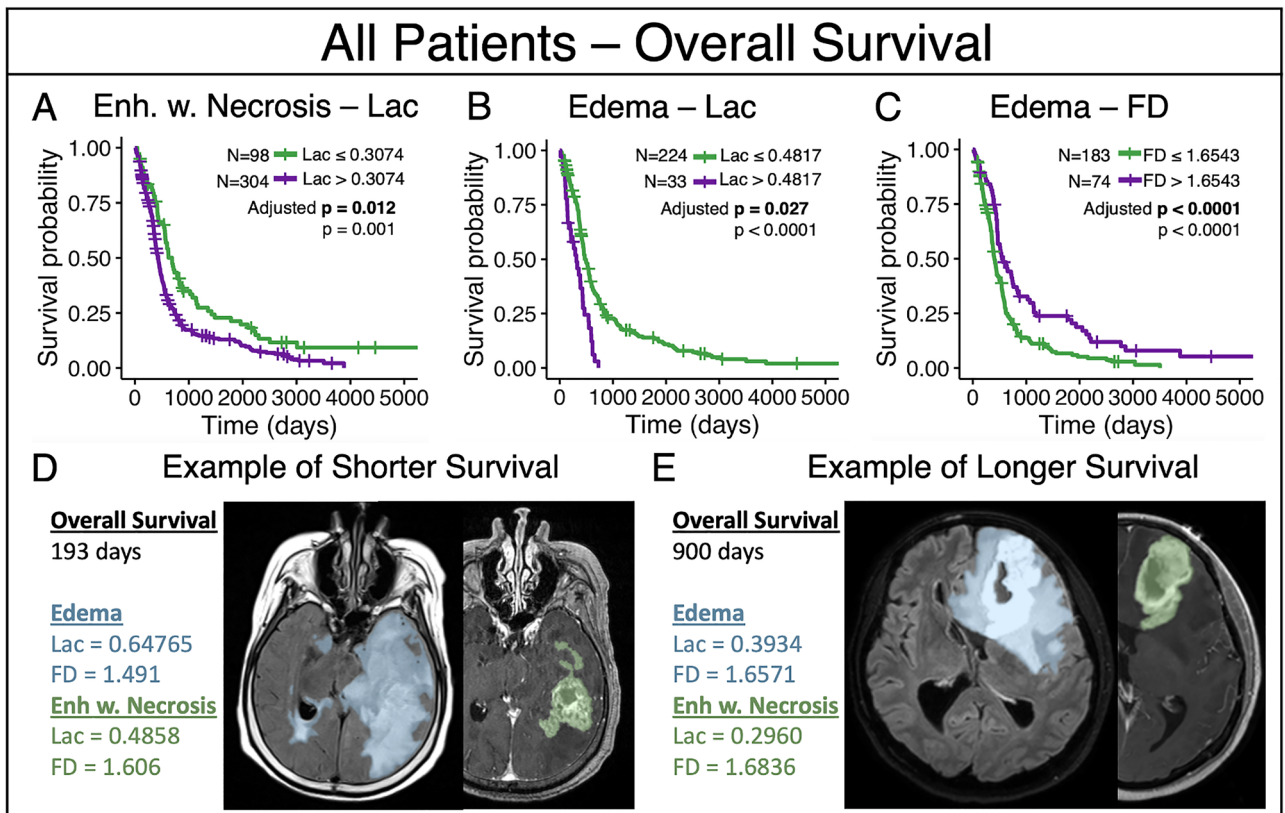 All Patients – Overall Survival
A Enh. w. Necrosis – Lac
Survival probability
1.00
0.75
0.50
0.25
0.00
N=98 Lac ≤ 0.3074
N=304 Lac > 0.3074
Adjusted p = 0.012
p = 0.001
0 1000 2000 3000 4000 5000
Time (days)
B Edema – Lac
Survival probability
1.00
0.75
0.50
0.25
0.00
N=224 Lac ≤ 0.4817
N=33 Lac > 0.4817
Adjusted p = 0.027
p < 0.0001
0 1000 2000 3000 4000 5000
Time (days)
C Edema – FD
Survival probability
1.00
0.75
0.50
0.25
0.00
N=183 FD ≤ 1.6543
N=74 FD > 1.6543
Adjusted p < 0.0001
p < 0.0001
0 1000 2000 3000 4000 5000
Time (days)
D Example of Shorter Survival
Overall Survival
193 days
Edema
Lac = 0.64765
FD = 1.491
Enh w. Necrosis
Lac = 0.4858
FD = 1.606
E Example of Longer Survival
Overall Survival
900 days
Edema
Lac = 0.3934
FD = 1.6571
Enh w. Necrosis
Lac = 0.2960
FD = 1.6836